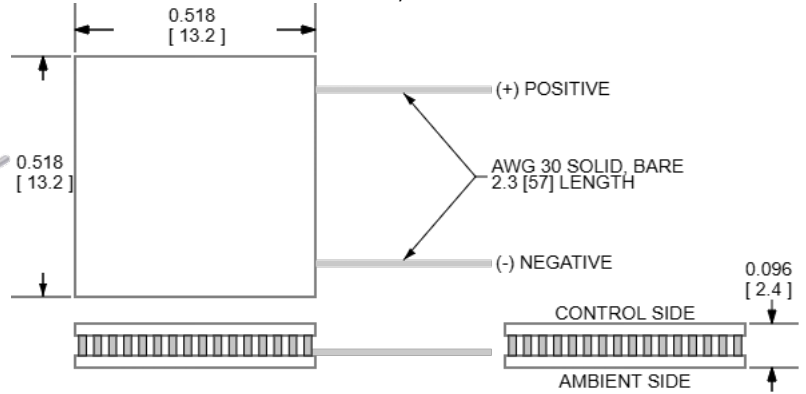 0.518
[ 13.2 ]
(+) POSITIVE
0.518
[ 13.2 ]
AWG 30 SOLID, BARE
2.3 [57] LENGTH
(-) NEGATIVE
0.096
[ 2.4 ]
CONTROL SIDE
AMBIENT SIDE